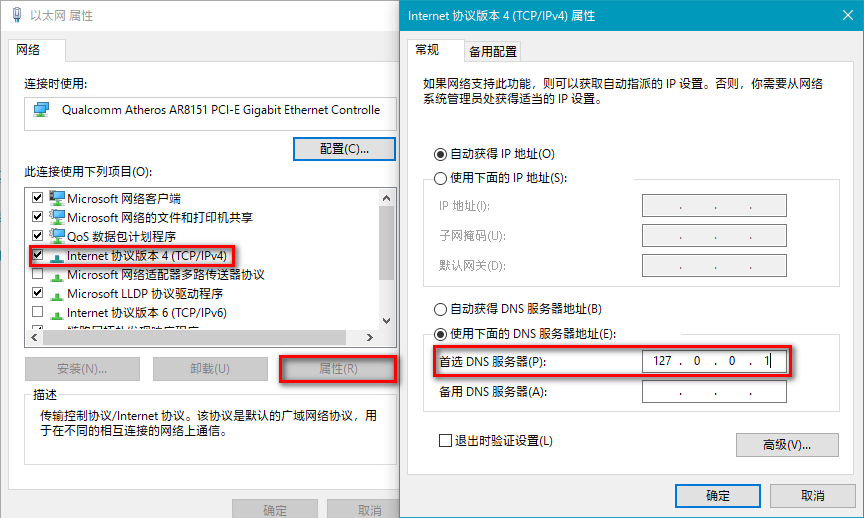 以太网 属性
网络
连接时使用:
Qualcomm Atheros AR8151 PCI-E Gigabit Ethernet Controlle
配置(C)...
此连接使用下列项目(O):
Microsoft 网络客户端
Microsoft 网络的文件和打印机共享
QoS 数据包计划程序
Internet 协议版本 4 (TCP/IPv4)
Microsoft 网络适配器多路传送器协议
Microsoft LLDP 协议驱动程序
Internet 协议版本 6 (TCP/IPv6)
链路层拓扑发现响应程序
安装(N)...
卸载(U)
属性(R)
描述
传输控制协议/Internet 协议。该协议是默认的广域网络协议，用
于在不同的相互连接的网络上通信。
确定
取消
Internet 协议版本 4 (TCP/IPv4) 属性
常规
备用配置
如果网络支持此功能，则可以获取自动指派的 IP 设置。否则，你需要从网络
系统管理员处获得适当的 IP 设置。
自动获得 IP 地址(O)
使用下面的 IP 地址(S):
IP 地址(I):
子网掩码(U):
默认网关(D):
自动获得 DNS 服务器地址(B)
使用下面的 DNS 服务器地址(E):
首选 DNS 服务器(P):
127 . 0 . 0 . 1
备用 DNS 服务器(A):
退出时验证设置(L)
高级(V)...
确定
取消